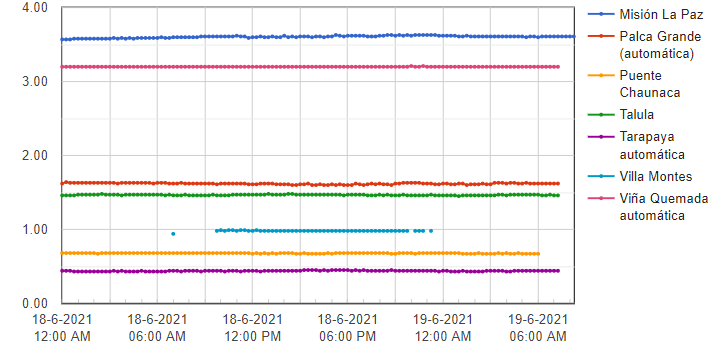 4.00
3.00
2.00
1.00
0.00
18-6-2021
12:00 AM
18-6-2021
06:00 AM
18-6-2021
12:00 PM
18-6-2021
06:00 PM
19-6-2021
12:00 AM
19-6-2021
06:00 AM
Misión La Paz
Palca Grande
(automática)
Puente
Chaunaca
Talula
Tarapaya
automática
Villa Montes
Viña Quemada
automática